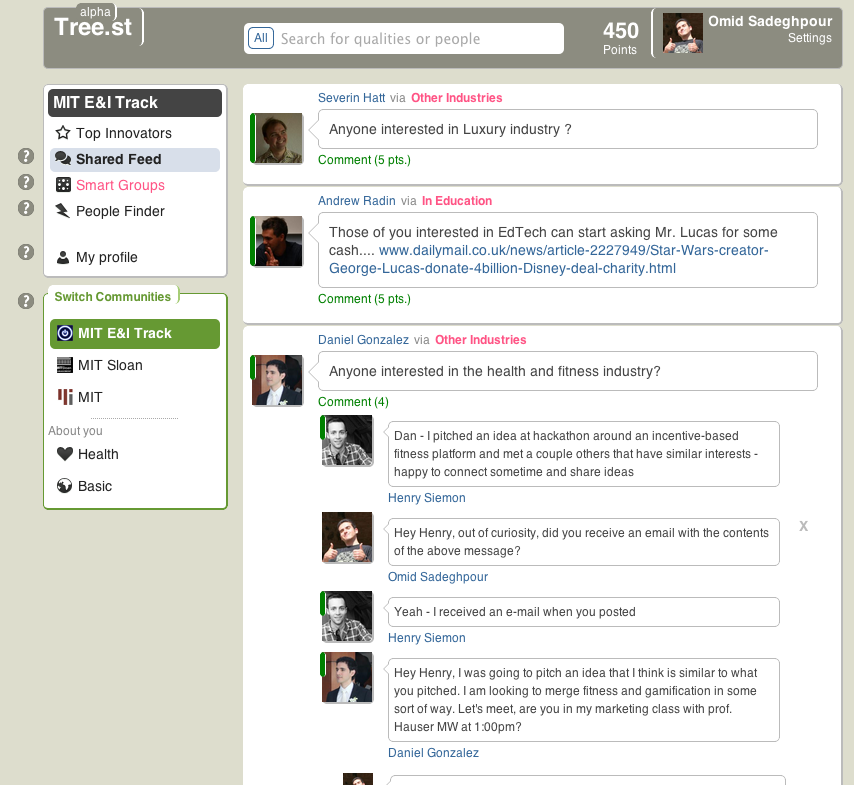 alpha
Tree.st
All
Search for qualities or people
450
Points
Omid Sadeghpour
Settings
MIT E&I Track
Top Innovators
? Shared Feed
? Smart Groups
? People Finder
? My profile
? Switch Communities
MIT E&I Track
MIT Sloan
MIT
About you
Health
Basic
Severin Hatt via Other Industries
Anyone interested in Luxury industry ?
Comment (5 pts.)
Andrew Radin via In Education
Those of you interested in EdTech can start asking Mr. Lucas for some
cash.... www.dailymail.co.uk/news/article-2227949/Star-Wars-creator-
George-Lucas-donate-4billion-Disney-deal-charity.html
Comment (5 pts.)
Daniel Gonzalez via Other Industries
Anyone interested in the health and fitness industry?
Comment (4)
Dan - I pitched an idea at hackathon around an incentive-based
fitness platform and met a couple others that have similar interests -
happy to connect sometime and share ideas
Henry Siemon
Hey Henry, out of curiosity, did you receive an email with the contents
of the above message?
x
Omid Sadeghpour
Yeah - I received an e-mail when you posted
Henry Siemon
Hey Henry, I was going to pitch an idea that I think is similar to what
you pitched. I am looking to merge fitness and gamification in some
sort of way. Let's meet, are you in my marketing class with prof.
Hauser MW at 1:00pm?
Daniel Gonzalez